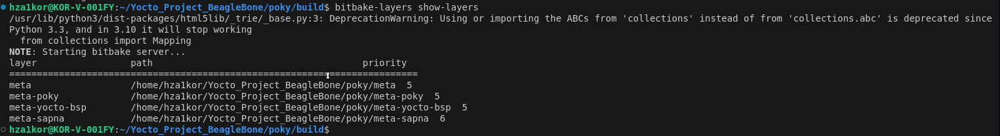 hza1kor@KOR-V-001FY:~/Yocto_Project_BeagleBone/poky/build$ bitbake-layers show-layers
/usr/lib/python3/dist-packages/html5lib/_trie/_base.py:3: DeprecationWarning: Using or importing the ABCs from 'collections' instead of from 'collections.abc' is deprecated since
Python 3.3, and in 3.10 it will stop working
  from collections import Mapping
NOTE: Starting bitbake server...
layer                 path                                      priority
==========================================================================
meta                  /home/hza1kor/Yocto_Project_BeagleBone/poky/meta  5
meta-poky             /home/hza1kor/Yocto_Project_BeagleBone/poky/meta-poky  5
meta-yocto-bsp        /home/hza1kor/Yocto_Project_BeagleBone/poky/meta-yocto-bsp  5
meta-sapna            /home/hza1kor/Yocto_Project_BeagleBone/poky/meta-sapna  6
hza1kor@KOR-V-001FY:~/Yocto_Project_BeagleBone/poky/build$